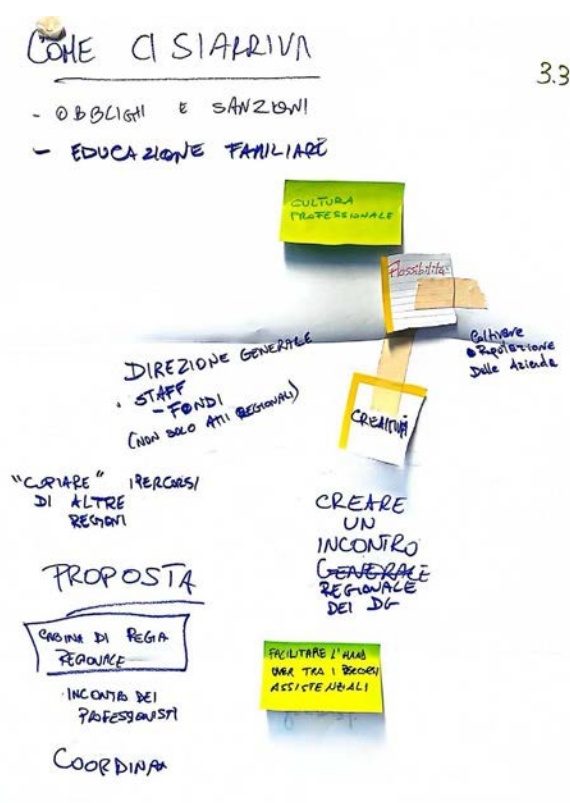 COME CI SI ARRIVA
3.3
- OBBLIGHI E SANZIONI
- EDUCAZIONE FAMILIARE
CULTURA
PROFESSIONALE
Flessibilità
Coltivare
Reputazione
Delle Aziende
DIREZIONE GENERALE
· STAFF
- FONDI
(NON SOLO ATTI REGIONALI)
CREATIVITÀ
"COPIARE" I PERCORSI
DI ALTRE
REGIONI
CREARE
UN
INCONTRO
GENERALE
REGIONALE
DEI DG
PROPOSTA
CABINA DI REGIA
REGIONALE
· INCONTRO DEI
PROFESSIONISTI
COORDINA
FACILITARE L'HAND
OVER TRA I PERCORSI
ASSISTENZIALI